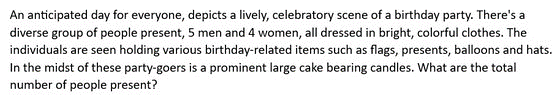 An anticipated day for everyone, depicts a lively, celebratory scene of a birthday party. There's a
diverse group of people present, 5 men and 4 women, all dressed in bright, colorful clothes. The
individuals are seen holding various birthday-related items such as flags, presents, balloons and hats.
In the midst of these party-goers is a prominent large cake bearing candles. What are the total
number of people present?